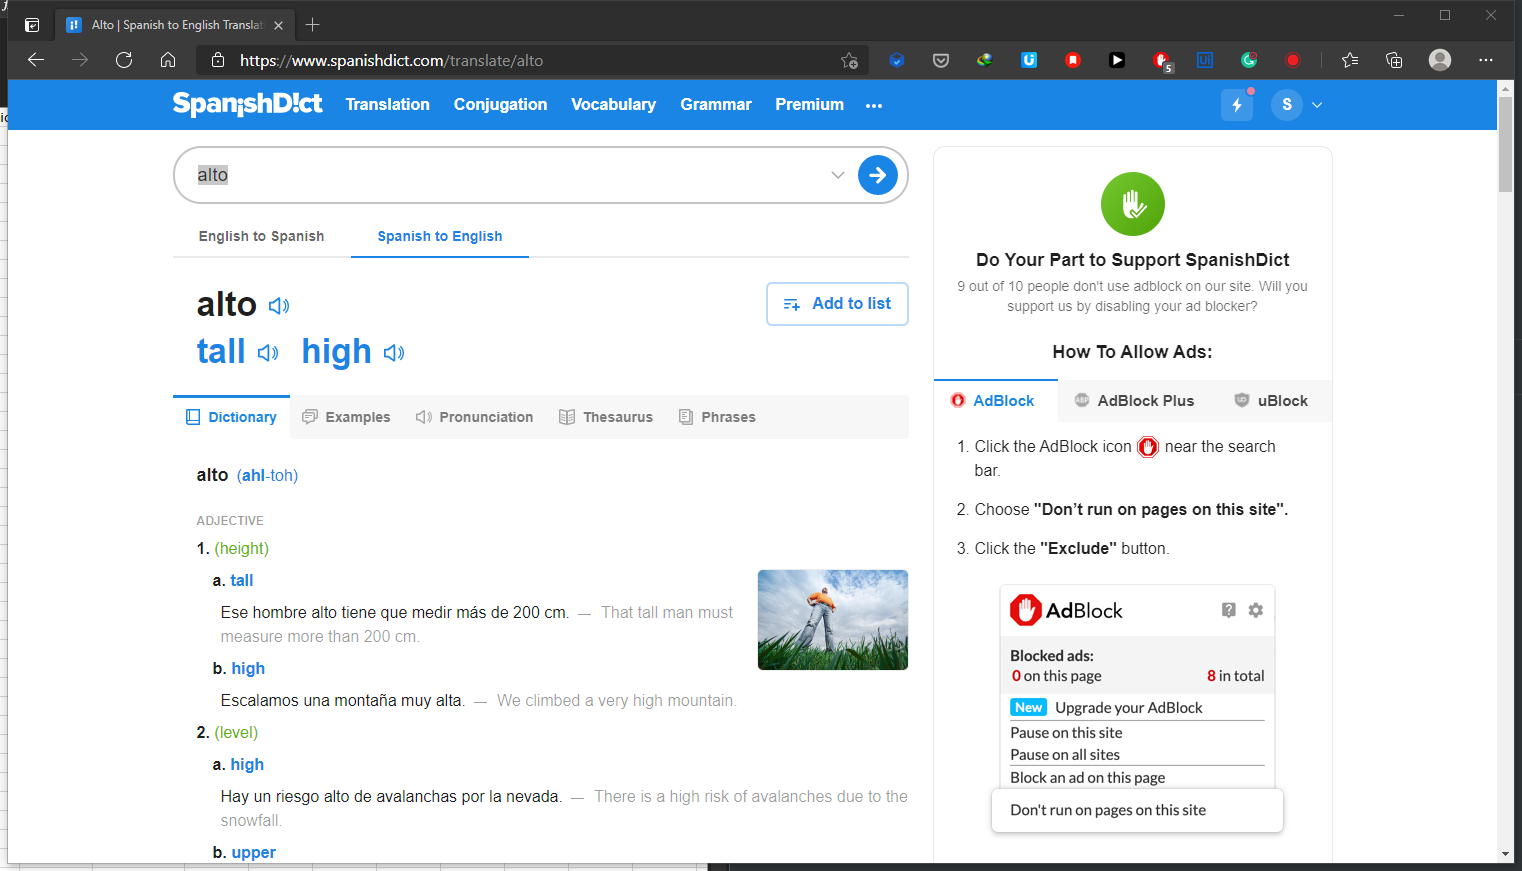 Alto | Spanish to English Translat
https://www.spanishdict.com/translate/alto
5
SpanishD!ct Translation Conjugation Vocabulary Grammar Premium
S
alto
English to Spanish Spanish to English
alto
Add to list
tall high
Dictionary Examples Pronunciation Thesaurus Phrases
alto (ahl-toh)
ADJECTIVE
1. (height)
a. tall
Ese hombre alto tiene que medir más de 200 cm. — That tall man must
measure more than 200 cm.
b. high
Escalamos una montaña muy alta. — We climbed a very high mountain.
2. (level)
a. high
Hay un riesgo alto de avalanchas por la nevada. — There is a high risk of avalanches due to the
snowfall.
b. upper
Do Your Part to Support SpanishDict
9 out of 10 people don't use adblock on our site. Will you
support us by disabling your ad blocker?
How To Allow Ads:
AdBlock ABP AdBlock Plus uBlock
1. Click the AdBlock icon near the search
bar.
2. Choose "Don’t run on pages on this site".
3. Click the "Exclude" button.
AdBlock
Blocked ads:
0 on this page 8 in total
New Upgrade your AdBlock
Pause on this site
Pause on all sites
Block an ad on this page
Don't run on pages on this site